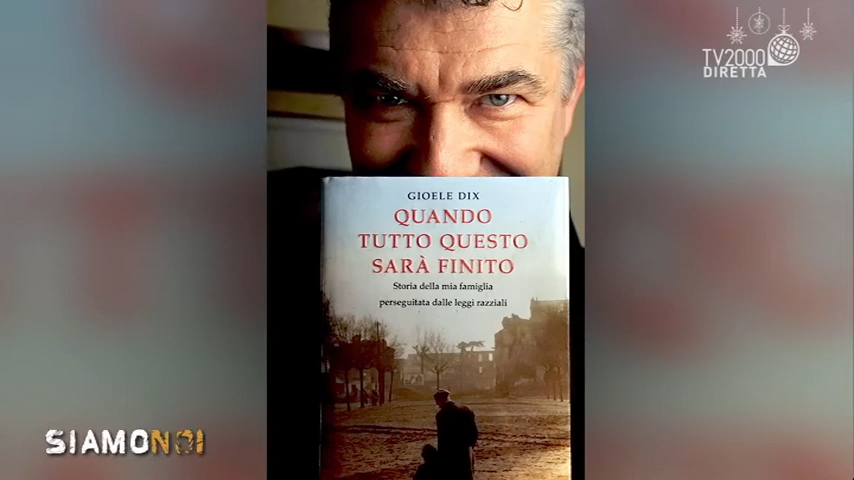 TV2000
DIRETTA
GIOELE DIX
QUANDO
TUTTO QUESTO
SARÀ FINITO
Storia della mia famiglia
perseguitata dalle leggi razziali
SIAMONOI